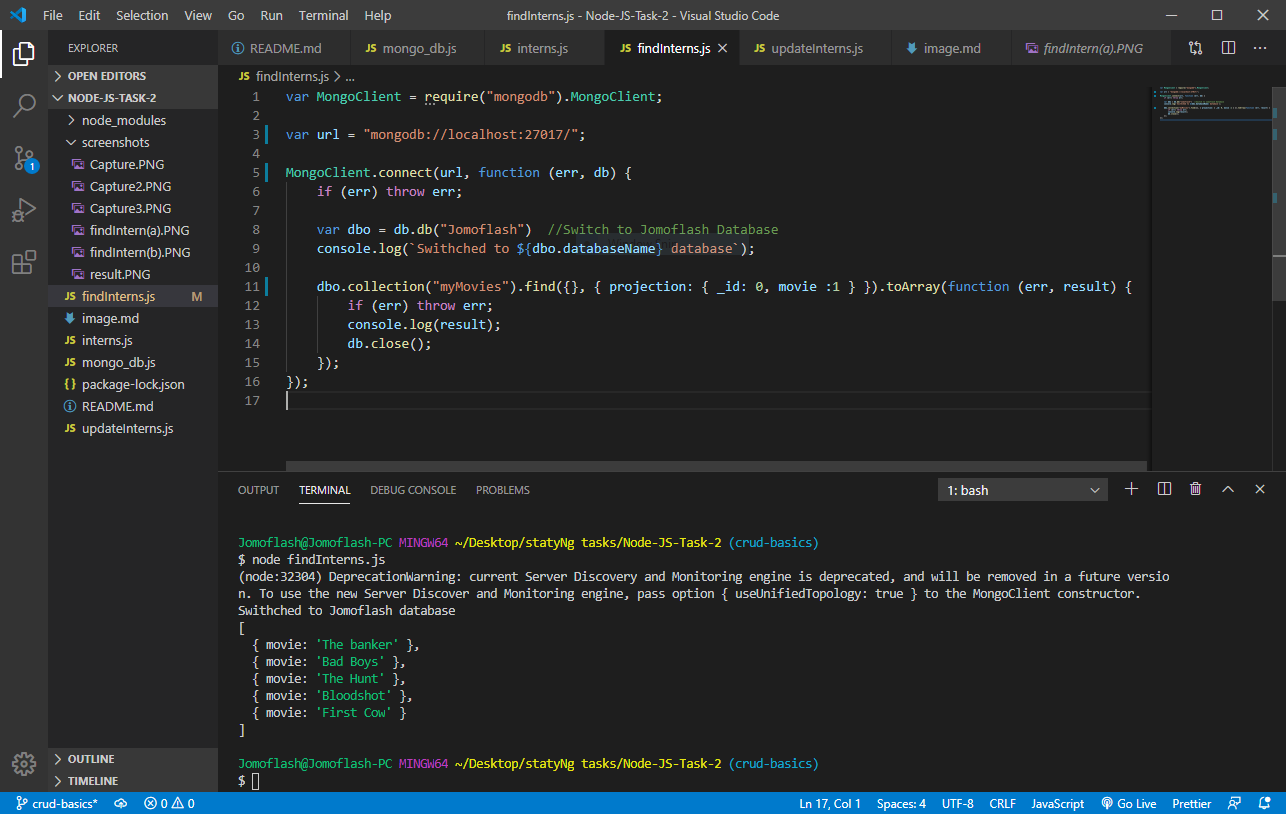 File Edit Selection View Go Run Terminal Help findInterns.js - Node-JS-Task-2 - Visual Studio Code
EXPLORER
OPEN EDITORS
NODE-JS-TASK-2
node_modules
screenshots
Capture.PNG
Capture2.PNG
Capture3.PNG
findIntern(a).PNG
findIntern(b).PNG
result.PNG
JS findInterns.js M
image.md
JS interns.js
JS mongo_db.js
{} package-lock.json
README.md
JS updateInterns.js
OUTLINE
TIMELINE
1
README.md JS mongo_db.js JS interns.js JS findInterns.js JS updateInterns.js image.md findIntern(a).PNG
JS findInterns.js > ...
1 var MongoClient = require("mongodb").MongoClient;
2
3 var url = "mongodb://localhost:27017/";
4
5 MongoClient.connect(url, function (err, db) {
6 if (err) throw err;
7
8 var dbo = db.db("Jomoflash") //Switch to Jomoflash Database
9 console.log(`Swithched to ${dbo.databaseName} database`);
10
11 dbo.collection("myMovies").find({}, { projection: { _id: 0, movie :1 } }).toArray(function (err, result) {
12 if (err) throw err;
13 console.log(result);
14 db.close();
15 });
16 });
17
OUTPUT TERMINAL DEBUG CONSOLE PROBLEMS 1: bash
Jomoflash@Jomoflash-PC MINGW64 ~/Desktop/statyNg tasks/Node-JS-Task-2 (crud-basics)
$ node findInterns.js
(node:32304) DeprecationWarning: current Server Discovery and Monitoring engine is deprecated, and will be removed in a future versio
n. To use the new Server Discover and Monitoring engine, pass option { useUnifiedTopology: true } to the MongoClient constructor.
Swithched to Jomoflash database
[
{ movie: 'The banker' },
{ movie: 'Bad Boys' },
{ movie: 'The Hunt' },
{ movie: 'Bloodshot' },
{ movie: 'First Cow' }
]
Jomoflash@Jomoflash-PC MINGW64 ~/Desktop/statyNg tasks/Node-JS-Task-2 (crud-basics)
$
crud-basics* 0 0 Ln 17, Col 1 Spaces: 4 UTF-8 CRLF JavaScript Go Live Prettier